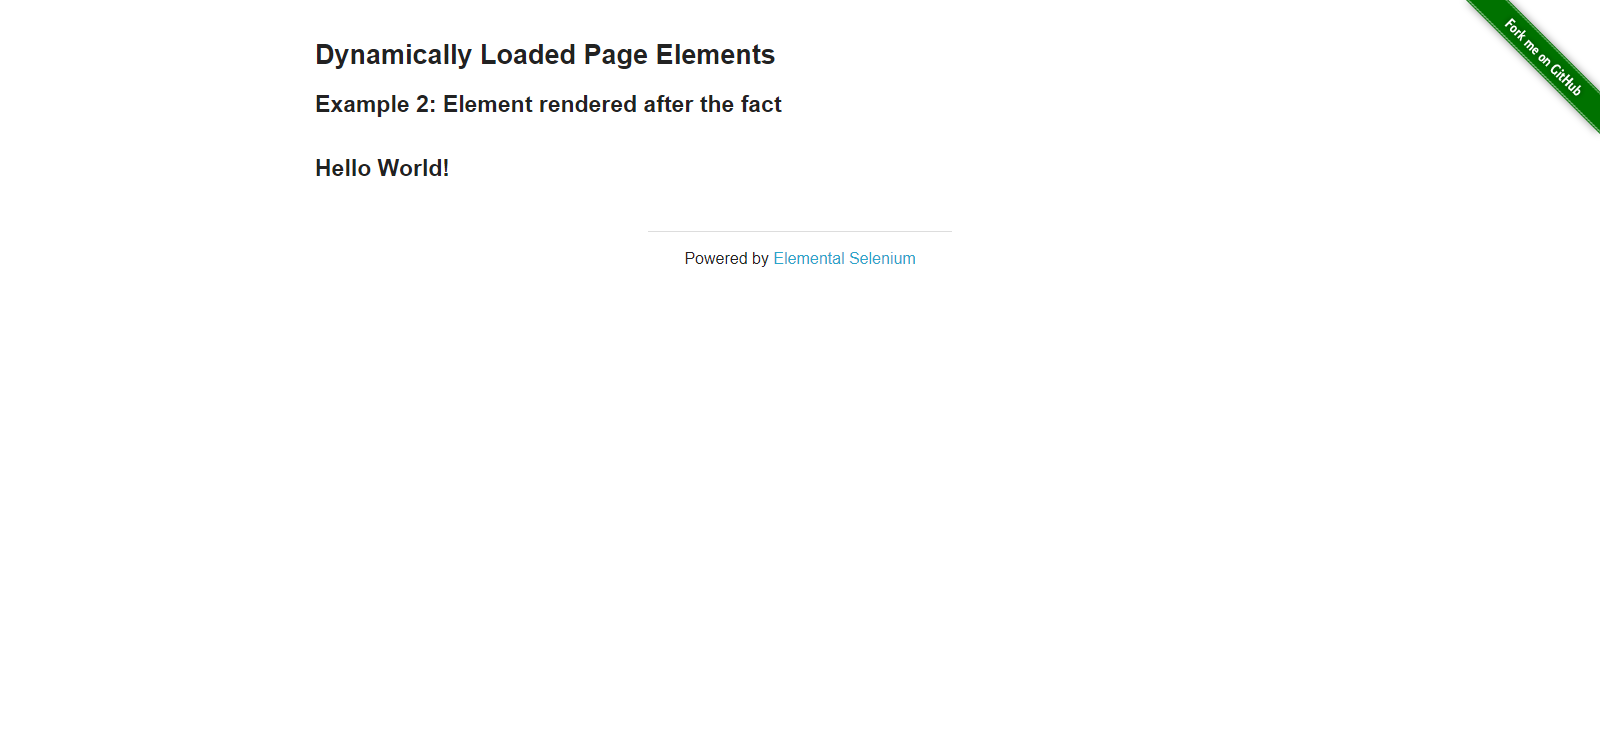 Fork me on GitHub
Dynamically Loaded Page Elements
Example 2: Element rendered after the fact
Hello World!
Powered by Elemental Selenium